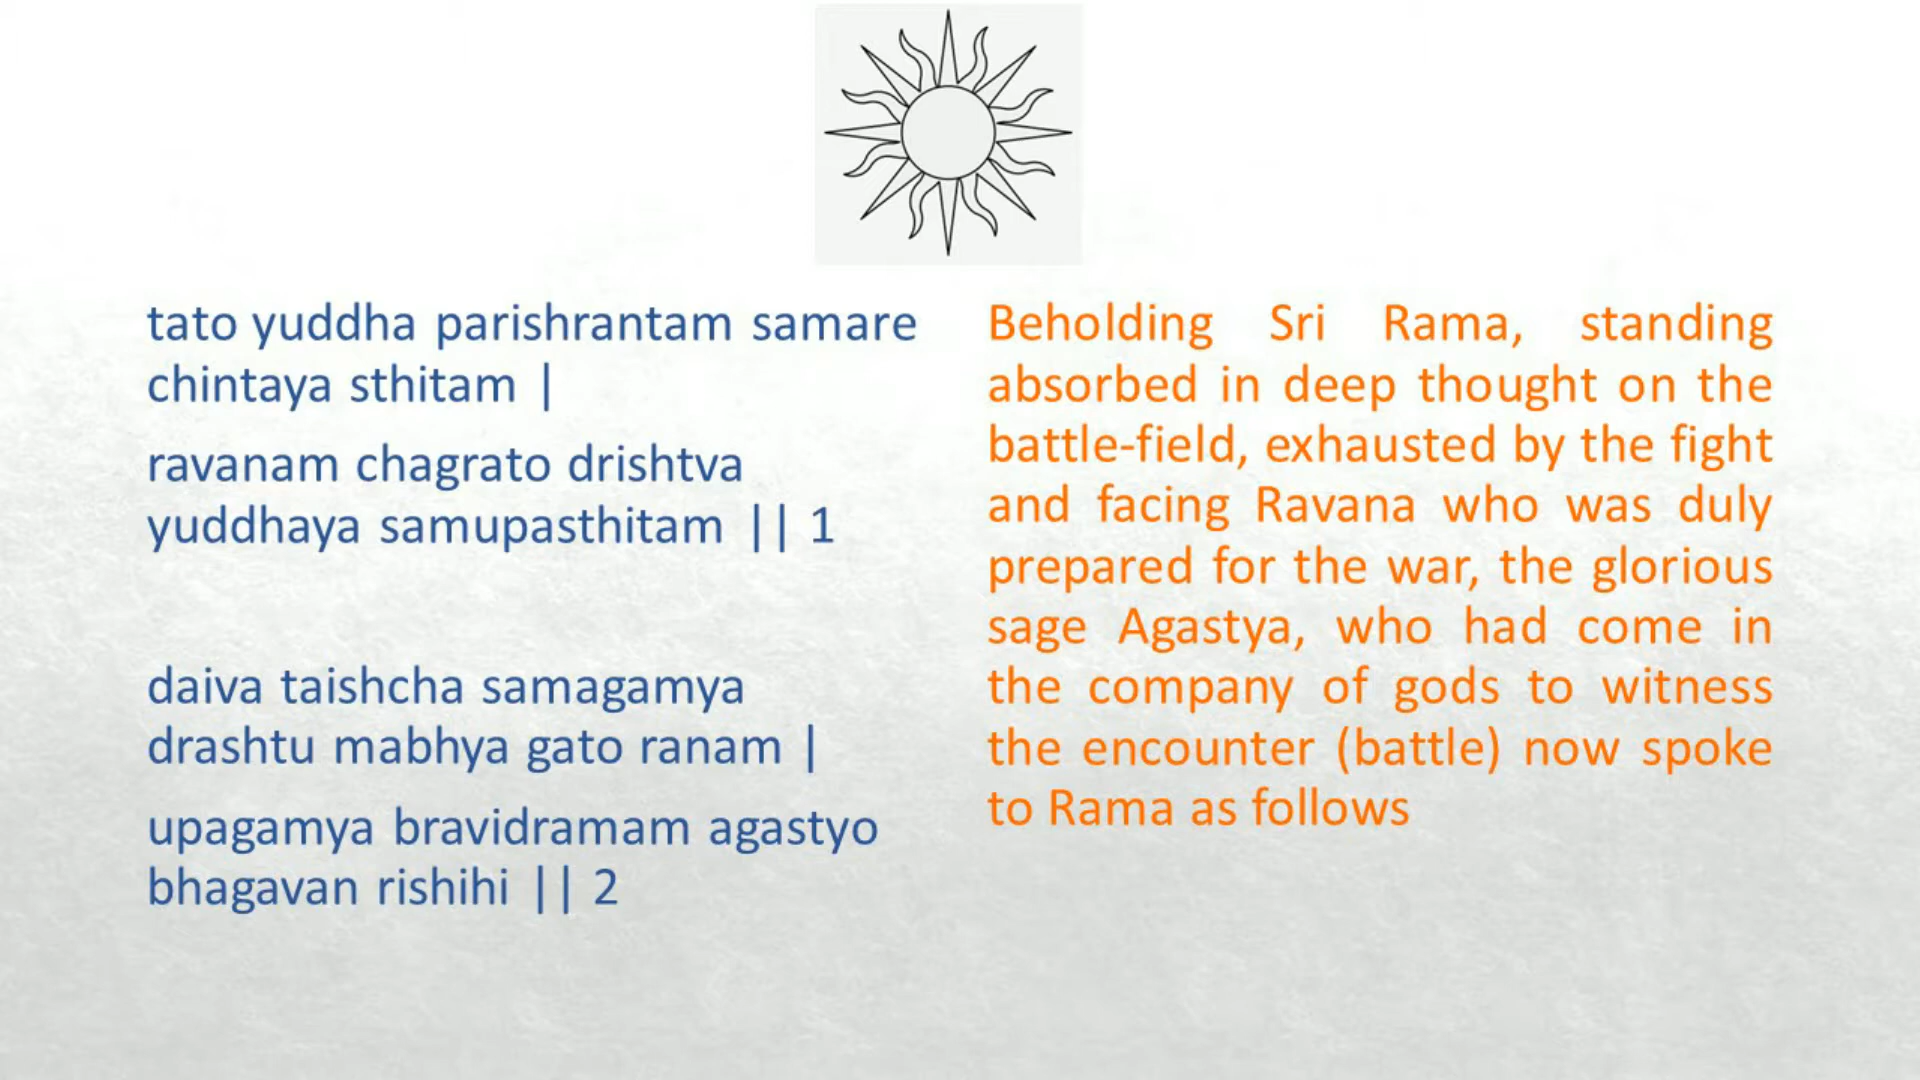 tato yuddha parishrantam samare
chintaya sthitam |
ravanam chagrato drishtva
yuddhaya samupasthitam || 1
daiva taishcha samagamya
drashtu mabhya gato ranam |
upagamya bravidramam agastyo
bhagavan rishihi || 2
Beholding Sri Rama, standing
absorbed in deep thought on the
battle-field, exhausted by the fight
and facing Ravana who was duly
prepared for the war, the glorious
sage Agastya, who had come in
the company of gods to witness
the encounter (battle) now spoke
to Rama as follows